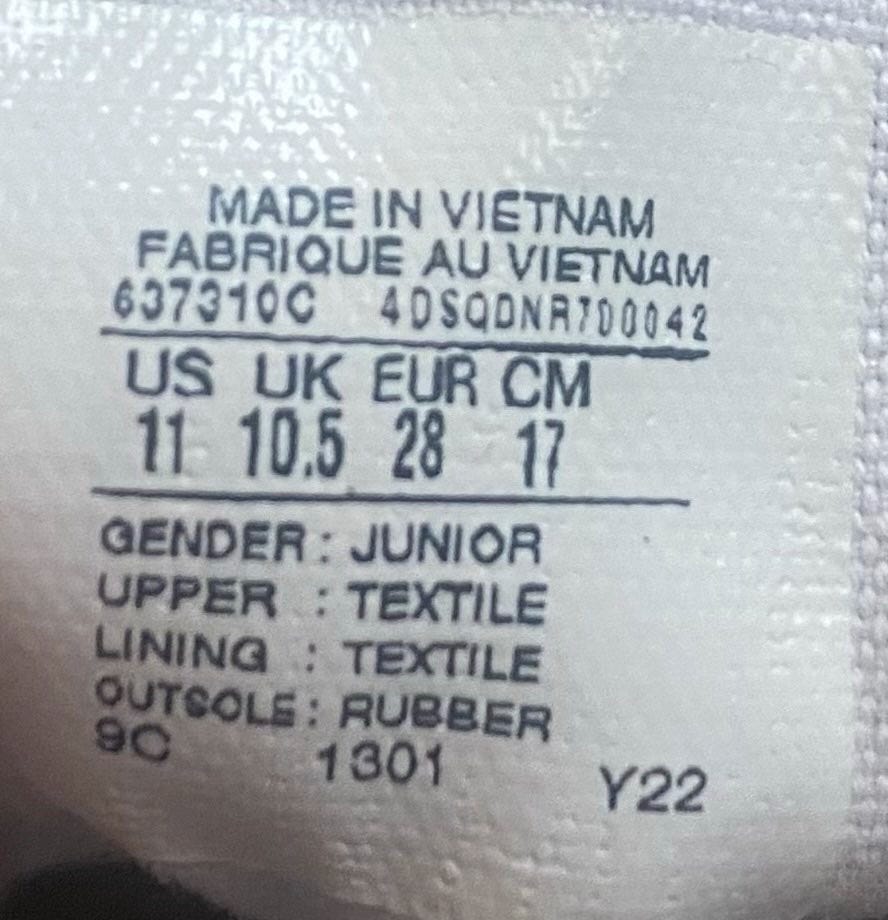 MADE IN VIETNAM
FABRIQUE AU VIETNAM
637310C 4DSQDNR7D0042
US UK EUR CM
11 10.5 28 17
GENDER : JUNIOR
UPPER : TEXTILE
LINING : TEXTILE
OUTSOLE : RUBBER
9C 1301 Y22